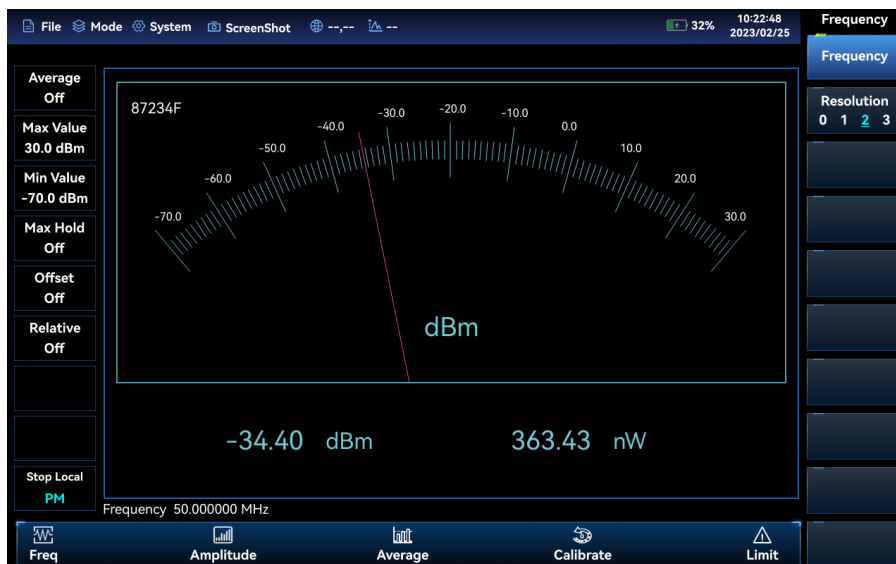 File Mode System ScreenShot --,-- -- 32% 10:22:48
2023/02/25
Frequency
Frequency
Resolution
0 1 2 3
Average
Off
Max Value
30.0 dBm
Min Value
-70.0 dBm
Max Hold
Off
Offset
Off
Relative
Off
Stop Local
PM
87234F
-70.0 -60.0 -50.0 -40.0 -30.0 -20.0 -10.0 0.0 10.0 20.0 30.0
dBm
-34.40 dBm 363.43 nW
Frequency 50.000000 MHz
Freq Amplitude Average Calibrate Limit